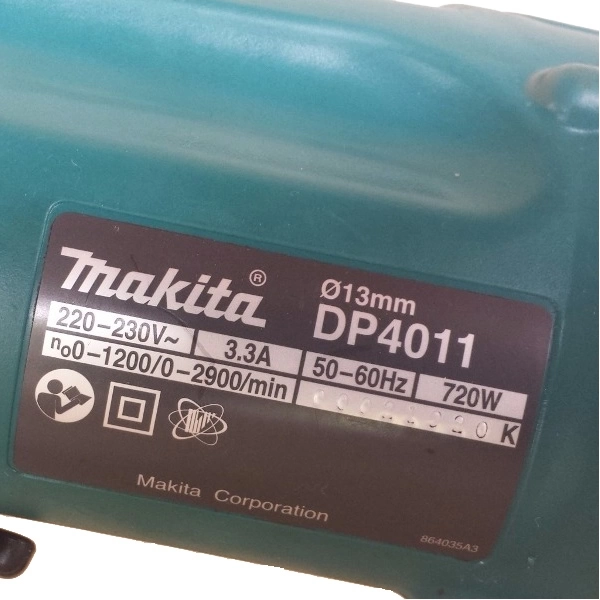 makita®
Ø13mm
DP4011
220-230V~ 3.3A 50-60Hz 720W
n₀0-1200/0-2900/min K
Makita Corporation
864035A3